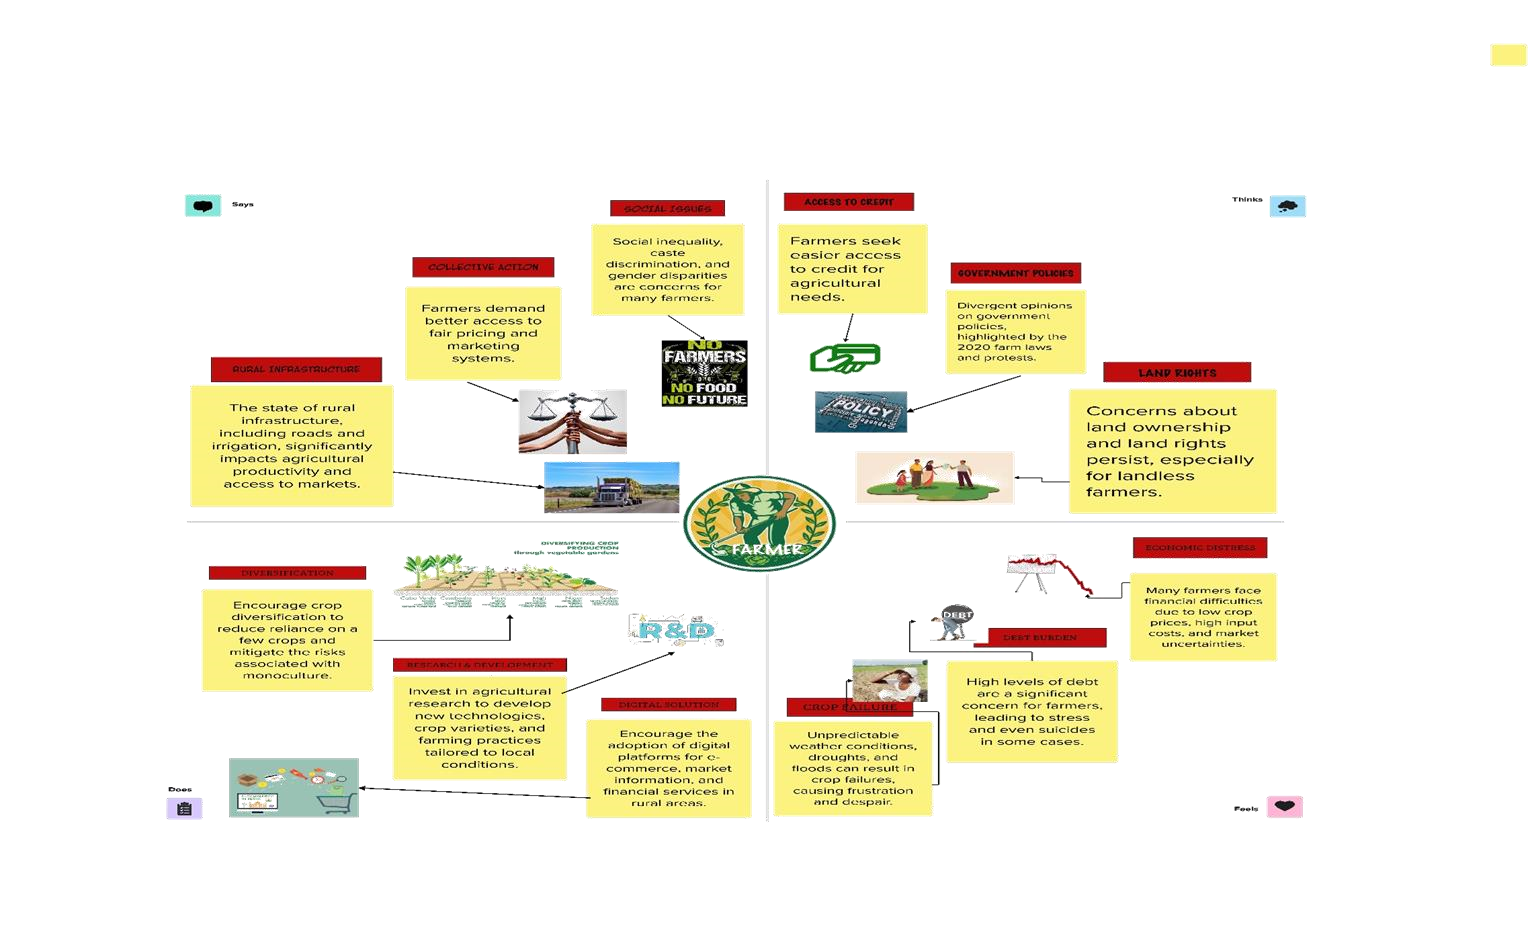 Says
SOCIAL ISSUES
Social inequality,
caste
discrimination, and
gender disparities
are concerns for
many farmers.
COLLECTIVE ACTION
Farmers demand
better access to
fair pricing and
marketing
systems.
RURAL INFRASTRUCTURE
The state of rural
infrastructure,
including roads and
irrigation, significantly
impacts agricultural
productivity and
access to markets.
NO
FARMERS
NO FOOD
NO FUTURE
Thinks
ACCESS TO CREDIT
Farmers seek
easier access
to credit for
agricultural
needs.
GOVERNMENT POLICIES
Divergent opinions
on government
policies,
highlighted by the
2020 farm laws
and protests.
POLICY
LAND RIGHTS
Concerns about
land ownership
and land rights
persist, especially
for landless
farmers.
FARMER
DIVERSIFYING CROP
PRODUCTION
through vegetable gardens
DIVERSIFICATION
Encourage crop
diversification to
reduce reliance on a
few crops and
mitigate the risks
associated with
monoculture.
R&D
RESEARCH & DEVELOPMENT
Invest in agricultural
research to develop
new technologies,
crop varieties, and
farming practices
tailored to local
conditions.
DIGITAL SOLUTION
Encourage the
adoption of digital
platforms for e-
commerce, market
information, and
financial services in
rural areas.
Does
ECONOMIC DISTRESS
Many farmers face
financial difficulties
due to low crop
prices, high input
costs, and market
uncertainties.
DEBT
DEBT BURDEN
High levels of debt
are a significant
concern for farmers,
leading to stress
and even suicides
in some cases.
CROP FAILURE
Unpredictable
weather conditions,
droughts, and
floods can result in
crop failures,
causing frustration
and despair.
Feels